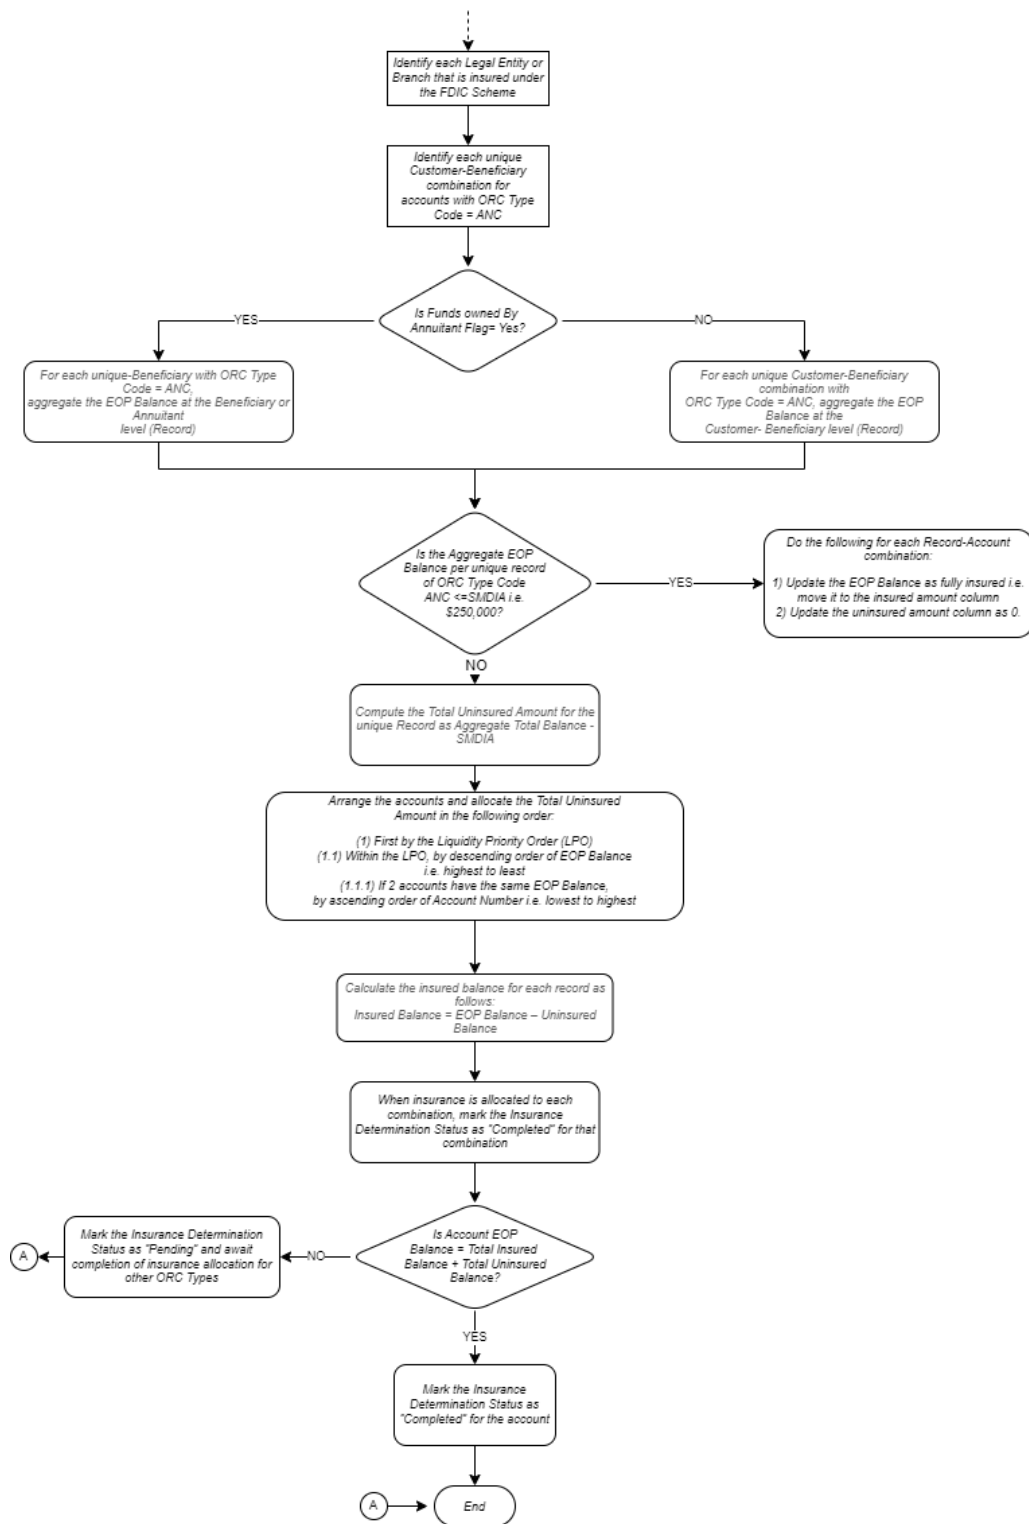 Identify each Legal Entity or
Branch that is insured under
the FDIC Scheme
Identify each unique
Customer-Beneficiary
combination for
accounts with ORC Type
Code = ANC
Is Funds owned By
Annuitant Flag= Yes?
YES
NO
For each unique-Beneficiary with ORC Type
Code = ANC,
aggregate the EOP Balance at the Beneficiary or
Annuitant
level (Record)
For each unique Customer-Beneficiary
combination with
ORC Type Code = ANC, aggregate the EOP
Balance at the
Customer- Beneficiary level (Record)
Is the Aggregate EOP
Balance per unique record
of ORC Type Code
ANC <=SMDIA i.e.
$250,000?
YES
Do the following for each Record-Account
combination:
1) Update the EOP Balance as fully insured i.e.
move it to the insured amount column
2) Update the uninsured amount column as 0.
NO
Compute the Total Uninsured Amount for the
unique Record as Aggregate Total Balance -
SMDIA
Arrange the accounts and allocate the Total Uninsured
Amount in the following order:
(1) First by the Liquidity Priority Order (LPO)
(1.1) Within the LPO, by descending order of EOP Balance
i.e. highest to least
(1.1.1) If 2 accounts have the same EOP Balance,
by ascending order of Account Number i.e. lowest to highest
Calculate the insured balance for each record as
follows:
Insured Balance = EOP Balance – Uninsured
Balance
When insurance is allocated to each
combination, mark the Insurance
Determination Status as "Completed" for that
combination
Is Account EOP
Balance = Total Insured
Balance + Total Uninsured
Balance?
NO
Mark the Insurance Determination
Status as "Pending" and await
completion of insurance allocation for
other ORC Types
A
YES
Mark the Insurance
Determination Status as
"Completed" for the account
A
End